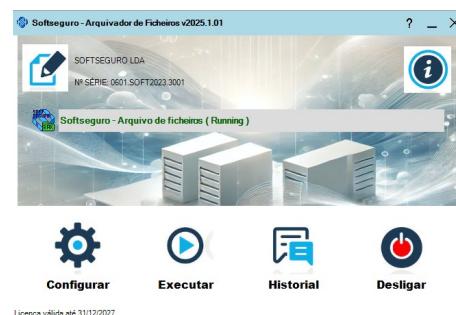 Softseguro - Arquivador de Ficheiros v2025.1.01
SOFTSEGURO LDA
Nº SÉRIE: 0601.SOFT2023.3001
Softseguro - Arquivo de ficheiros ( Running )
Configurar
Executar
Historial
Desligar
Licença válida até 31/12/2027